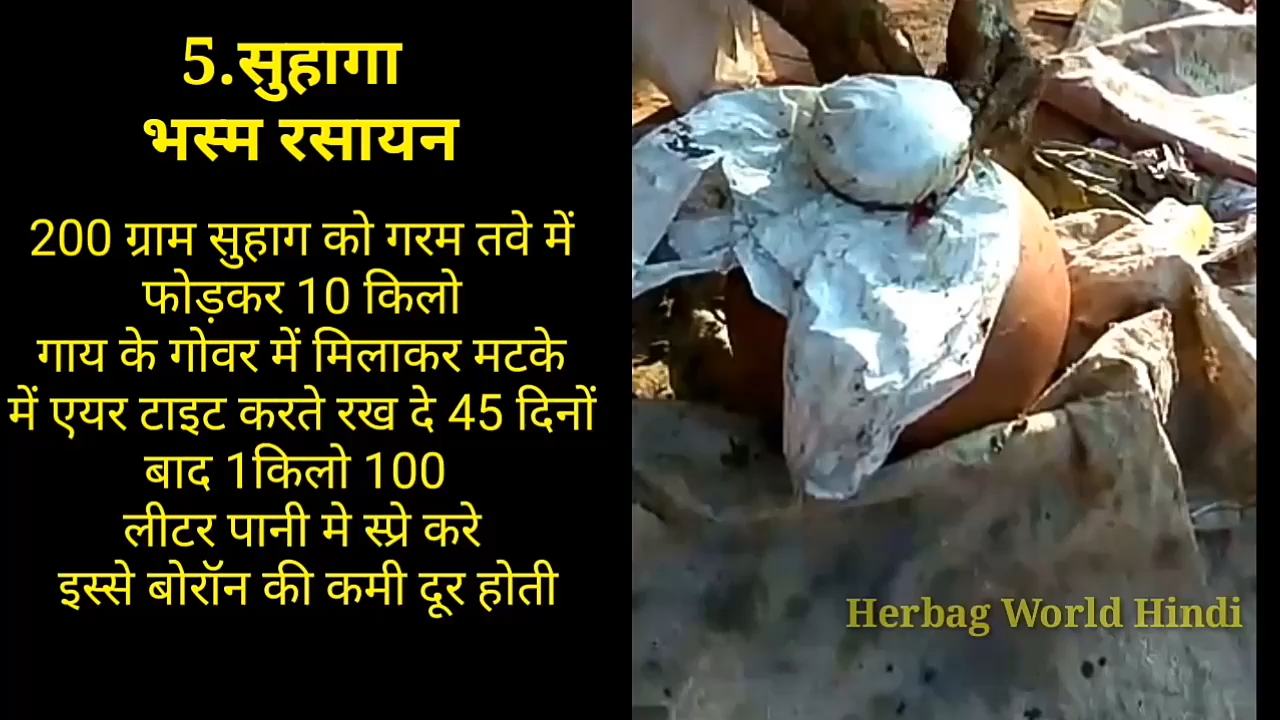 5.सुहागा
भस्म रसायन
200 ग्राम सुहाग को गरम तवे में
फोड़कर 10 किलो
गाय के गोवर में मिलाकर मटके
में एयर टाइट करते रख दे 45 दिनों
बाद 1किलो 100
लीटर पानी मे स्प्रे करे
इस्से बोरॉन की कमी दूर होती
Herbag World Hindi